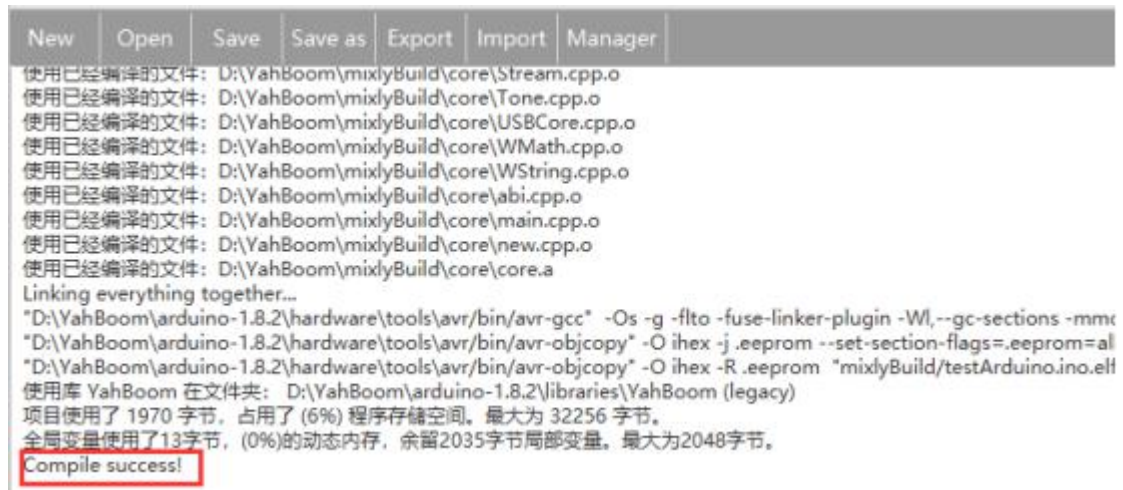 New Open Save Save as Export Import Manager
使用已经编译的文件: D:\YahBoom\mixlyBuild\core\Stream.cpp.o
使用已经编译的文件: D:\YahBoom\mixlyBuild\core\Tone.cpp.o
使用已经编译的文件: D:\YahBoom\mixlyBuild\core\USBCore.cpp.o
使用已经编译的文件: D:\YahBoom\mixlyBuild\core\WMath.cpp.o
使用已经编译的文件: D:\YahBoom\mixlyBuild\core\WString.cpp.o
使用已经编译的文件: D:\YahBoom\mixlyBuild\core\abi.cpp.o
使用已经编译的文件: D:\YahBoom\mixlyBuild\core\main.cpp.o
使用已经编译的文件: D:\YahBoom\mixlyBuild\core\new.cpp.o
使用已经编译的文件: D:\YahBoom\mixlyBuild\core\core.a
Linking everything together...
"D:\YahBoom\arduino-1.8.2\hardware\tools\avr/bin/avr-gcc" -Os -g -flto -fuse-linker-plugin -Wl,--gc-sections -mmc
"D:\YahBoom\arduino-1.8.2\hardware\tools\avr/bin/avr-objcopy" -O ihex -j .eeprom --set-section-flags=.eeprom=al
"D:\YahBoom\arduino-1.8.2\hardware\tools\avr/bin/avr-objcopy" -O ihex -R .eeprom "mixlyBuild/testArduino.ino.elf
使用库 YahBoom 在文件夹: D:\YahBoom\arduino-1.8.2\libraries\YahBoom (legacy)
项目使用了 1970 字节，占用了 (6%) 程序存储空间。最大为 32256 字节。
全局变量使用了13字节，(0%)的动态内存，余留2035字节局部变量。最大为2048字节。
Compile success!